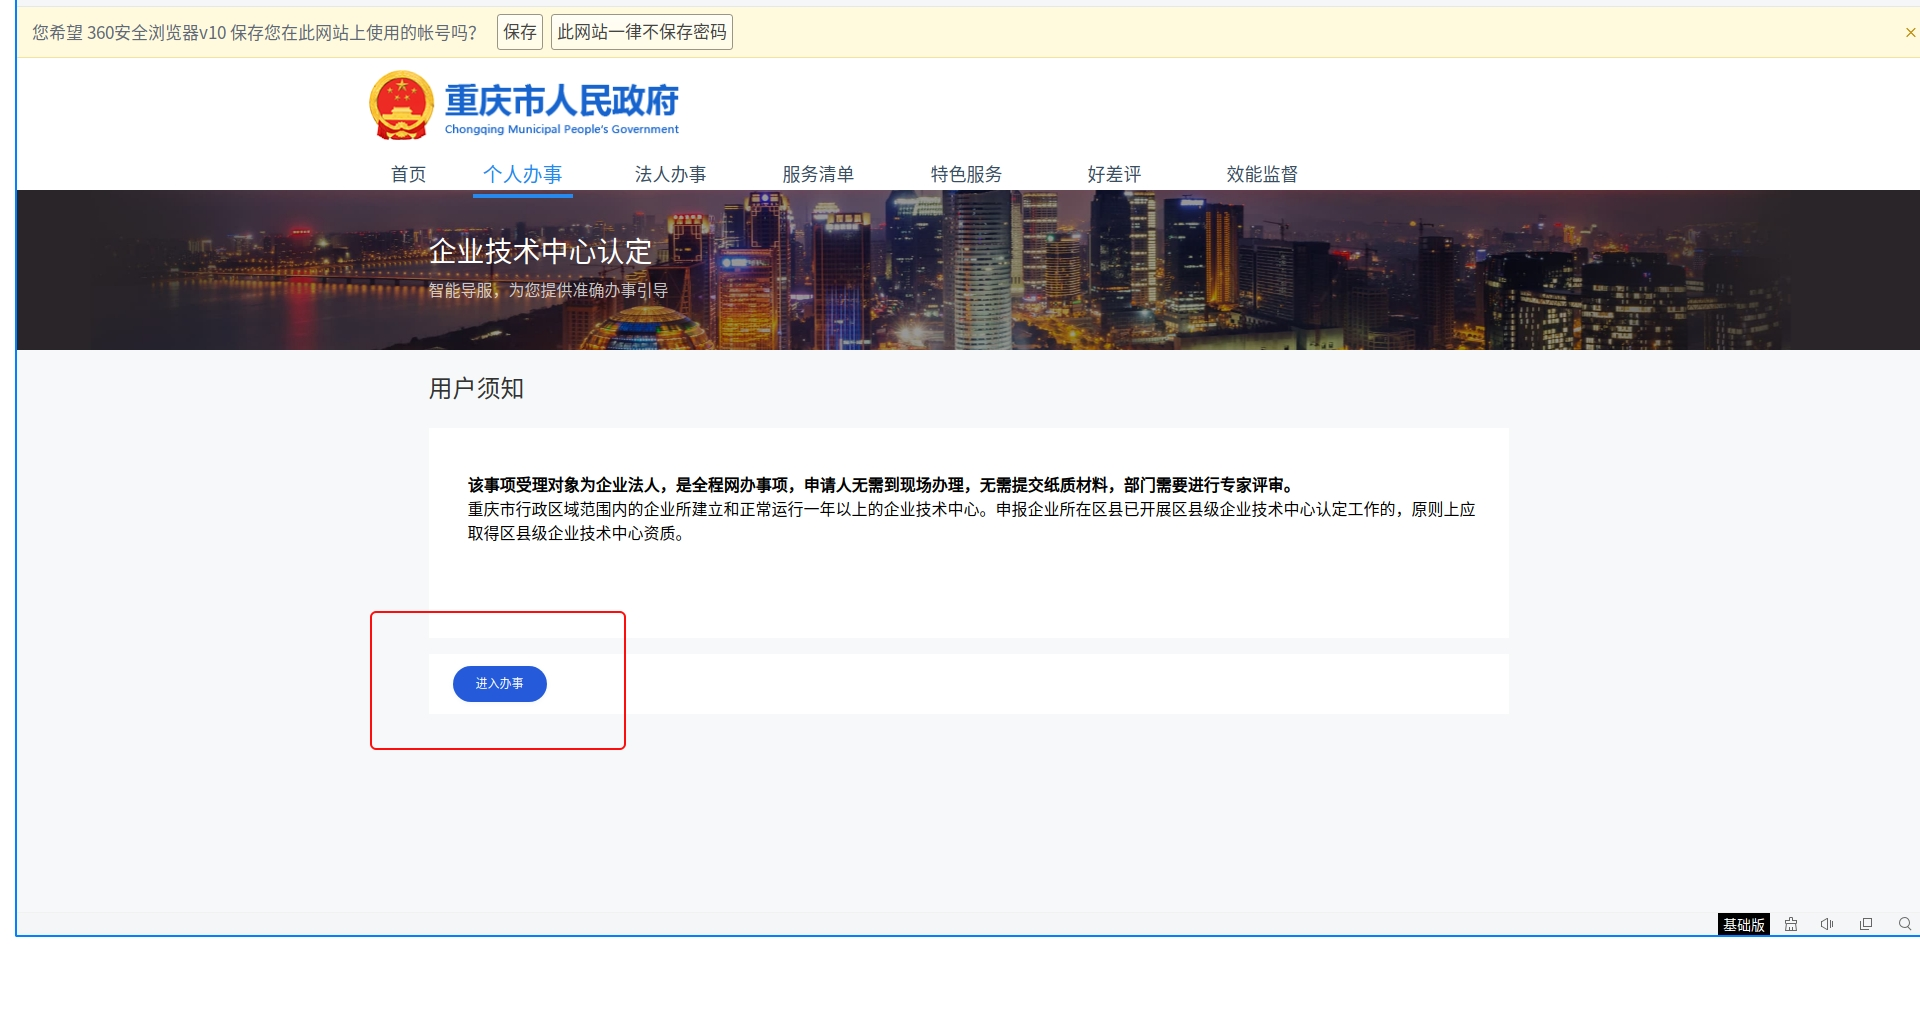 您希望 360安全浏览器v10 保存您在此网站上使用的帐号吗？ 保存 此网站一律不保存密码
重庆市人民政府
Chongqing Municipal People's Government
首页 个人办事 法人办事 服务清单 特色服务 好差评 效能监督
企业技术中心认定
智能导服，为您提供准确办事引导
用户须知
该事项受理对象为企业法人，是全程网办事项，申请人无需到现场办理，无需提交纸质材料，部门需要进行专家评审。
重庆市行政区域范围内的企业所建立和正常运行一年以上的企业技术中心。申报企业所在区县已开展区县级企业技术中心认定工作的，原则上应
取得区县级企业技术中心资质。
进入办事
基础版